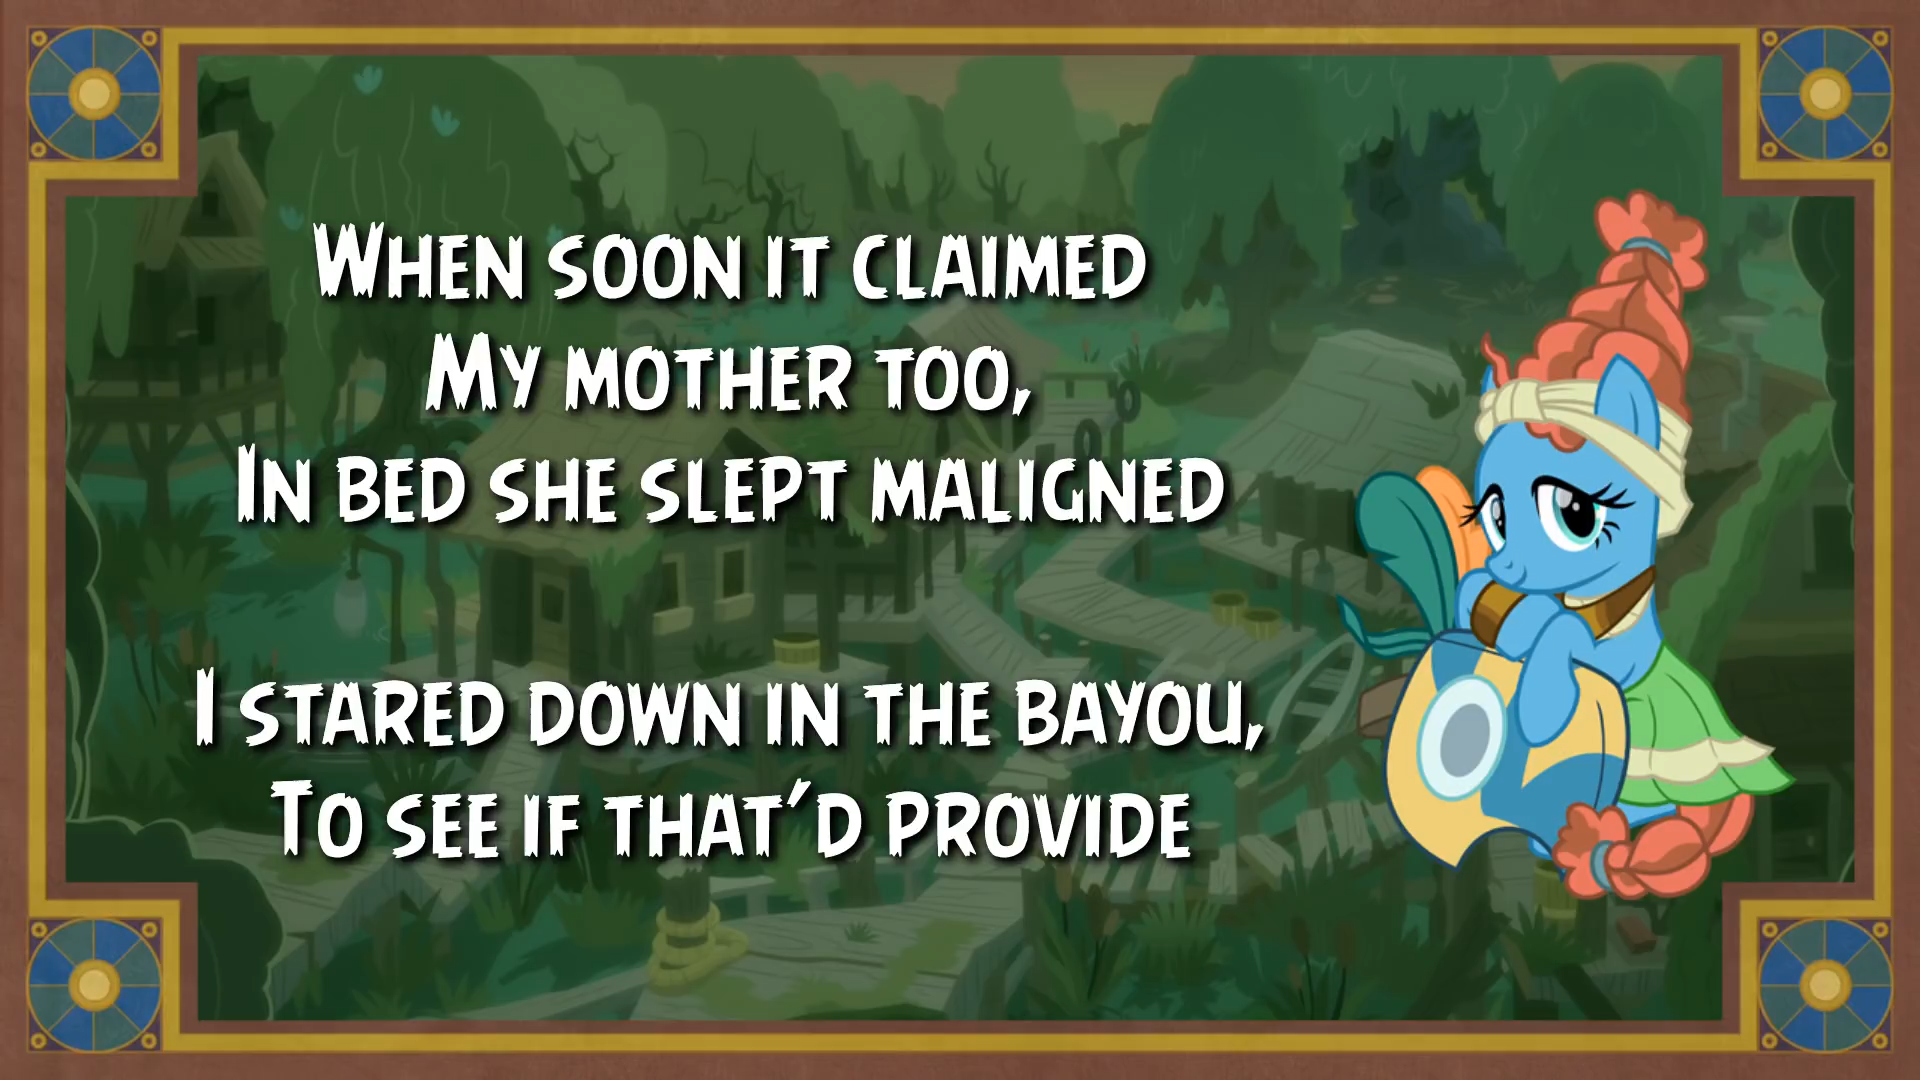 When soon it claimed
My mother too,
In bed she slept maligned
I stared down in the bayou,
To see if that'd provide